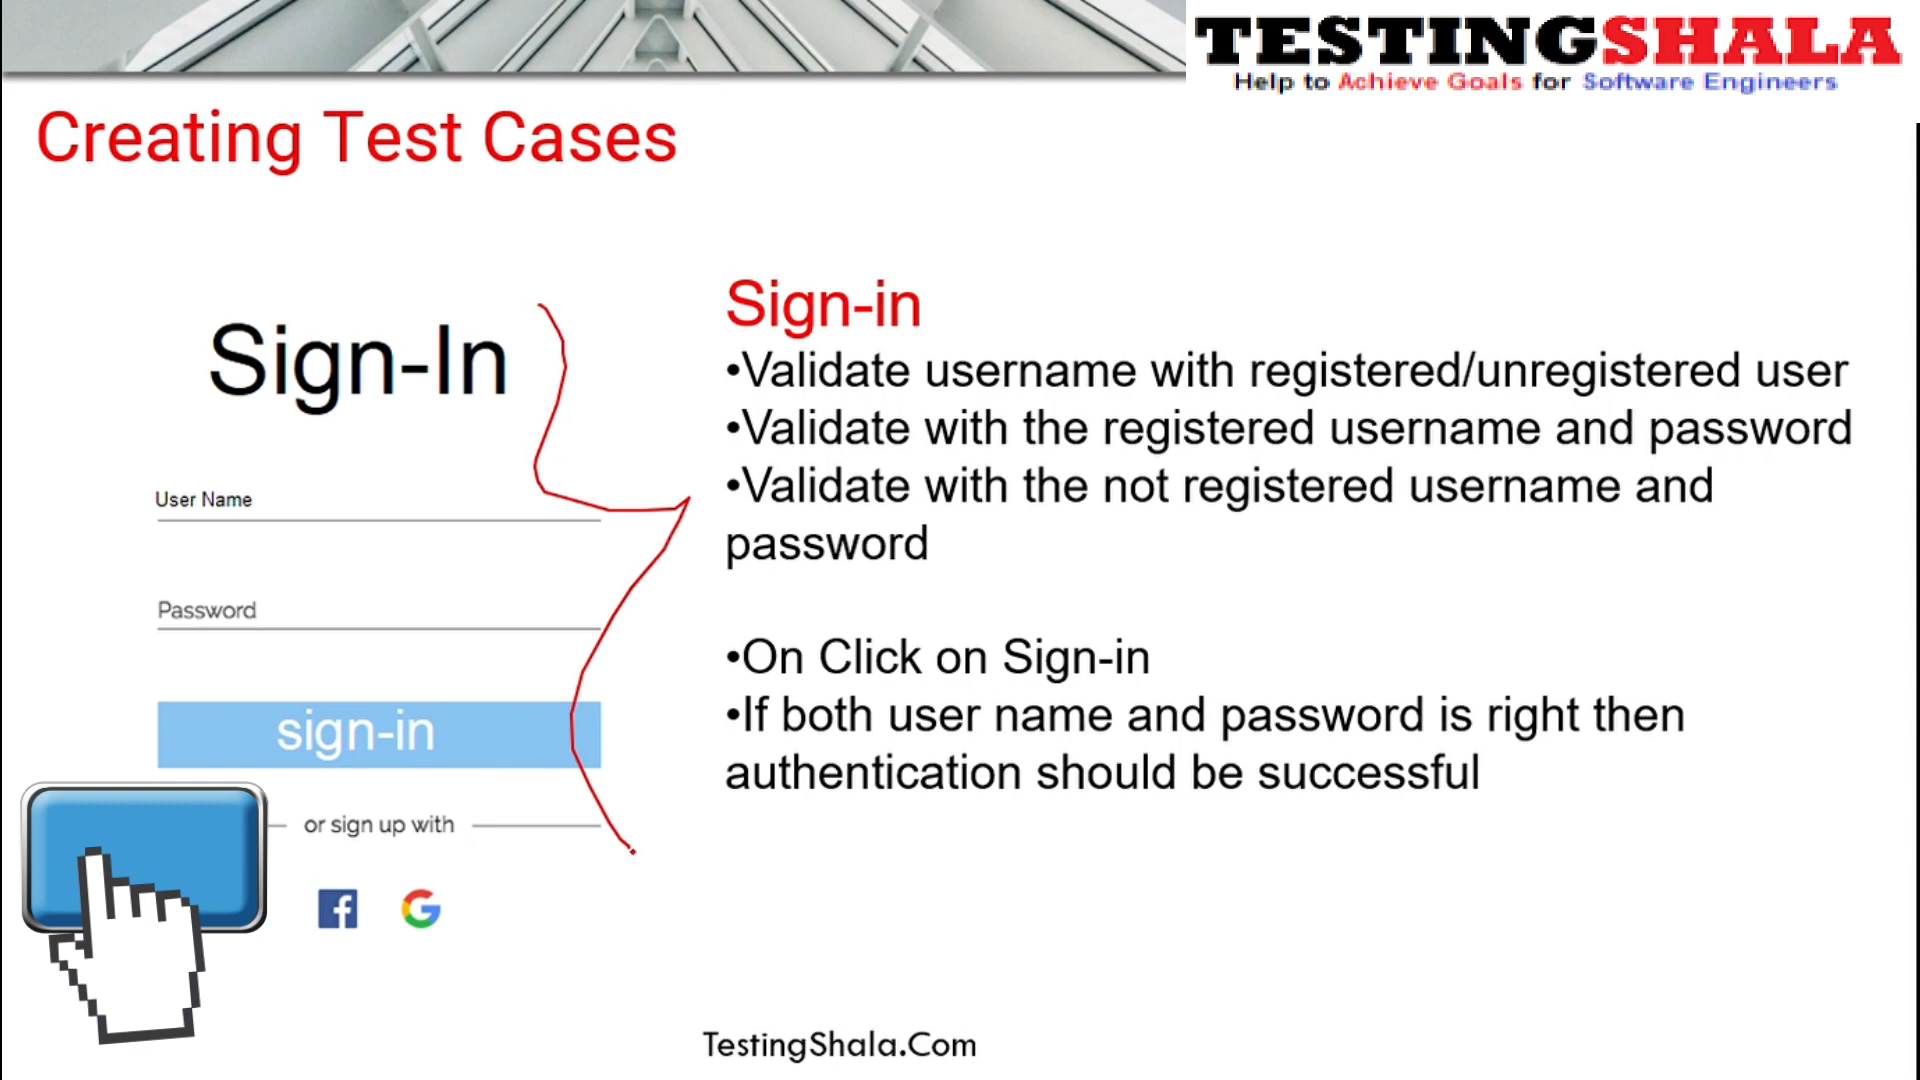 TESTINGSHALA
Help to Achieve Goals for Software Engineers
Creating Test Cases
Sign-In
User Name
Password
sign-in
or sign up with
Sign-in
•Validate username with registered/unregistered user
•Validate with the registered username and password
•Validate with the not registered username and
password
•On Click on Sign-in
•If both user name and password is right then
authentication should be successful
TestingShala.Com